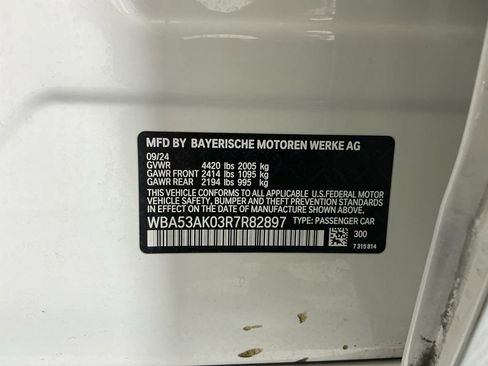 MFD BY BAYERISCHE MOTOREN WERKE AG
09/24
GVWR 4420 lbs 2005 kg
GAWR FRONT 2414 lbs 1095 kg
GAWR REAR 2194 lbs 995 kg
THIS VEHICLE CONFORMS TO ALL APPLICABLE U.S.FEDERAL MOTOR
VEHICLE SAFETY, BUMPER AND THEFT PREVENTION STANDARDS
IN EFFECT ON THE DATE OF MANUFACTURE SHOWN ABOVE.
WBA53AK03R7R82897 TYPE: PASSENGER CAR
300
7 315 814